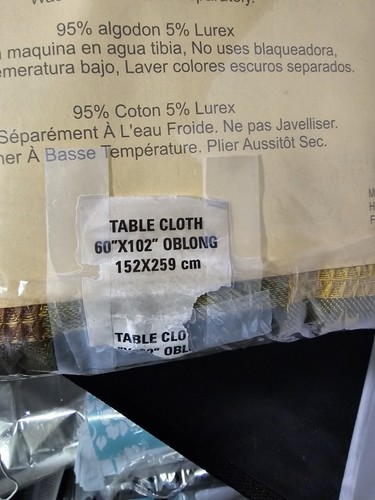 95% algodon 5% Lurex
maquina en agua tibia, No uses blaqueadora,
emeratura bajo, Laver colores escuros separados.
95% Coton 5% Lurex
Séparément À L'eau Froide. Ne pas Javelliser.
her À Basse Température. Plier Aussitôt Sec.
TABLE CLOTH
60"X102" OBLONG
152X259 cm
TABLE CLO
OBL